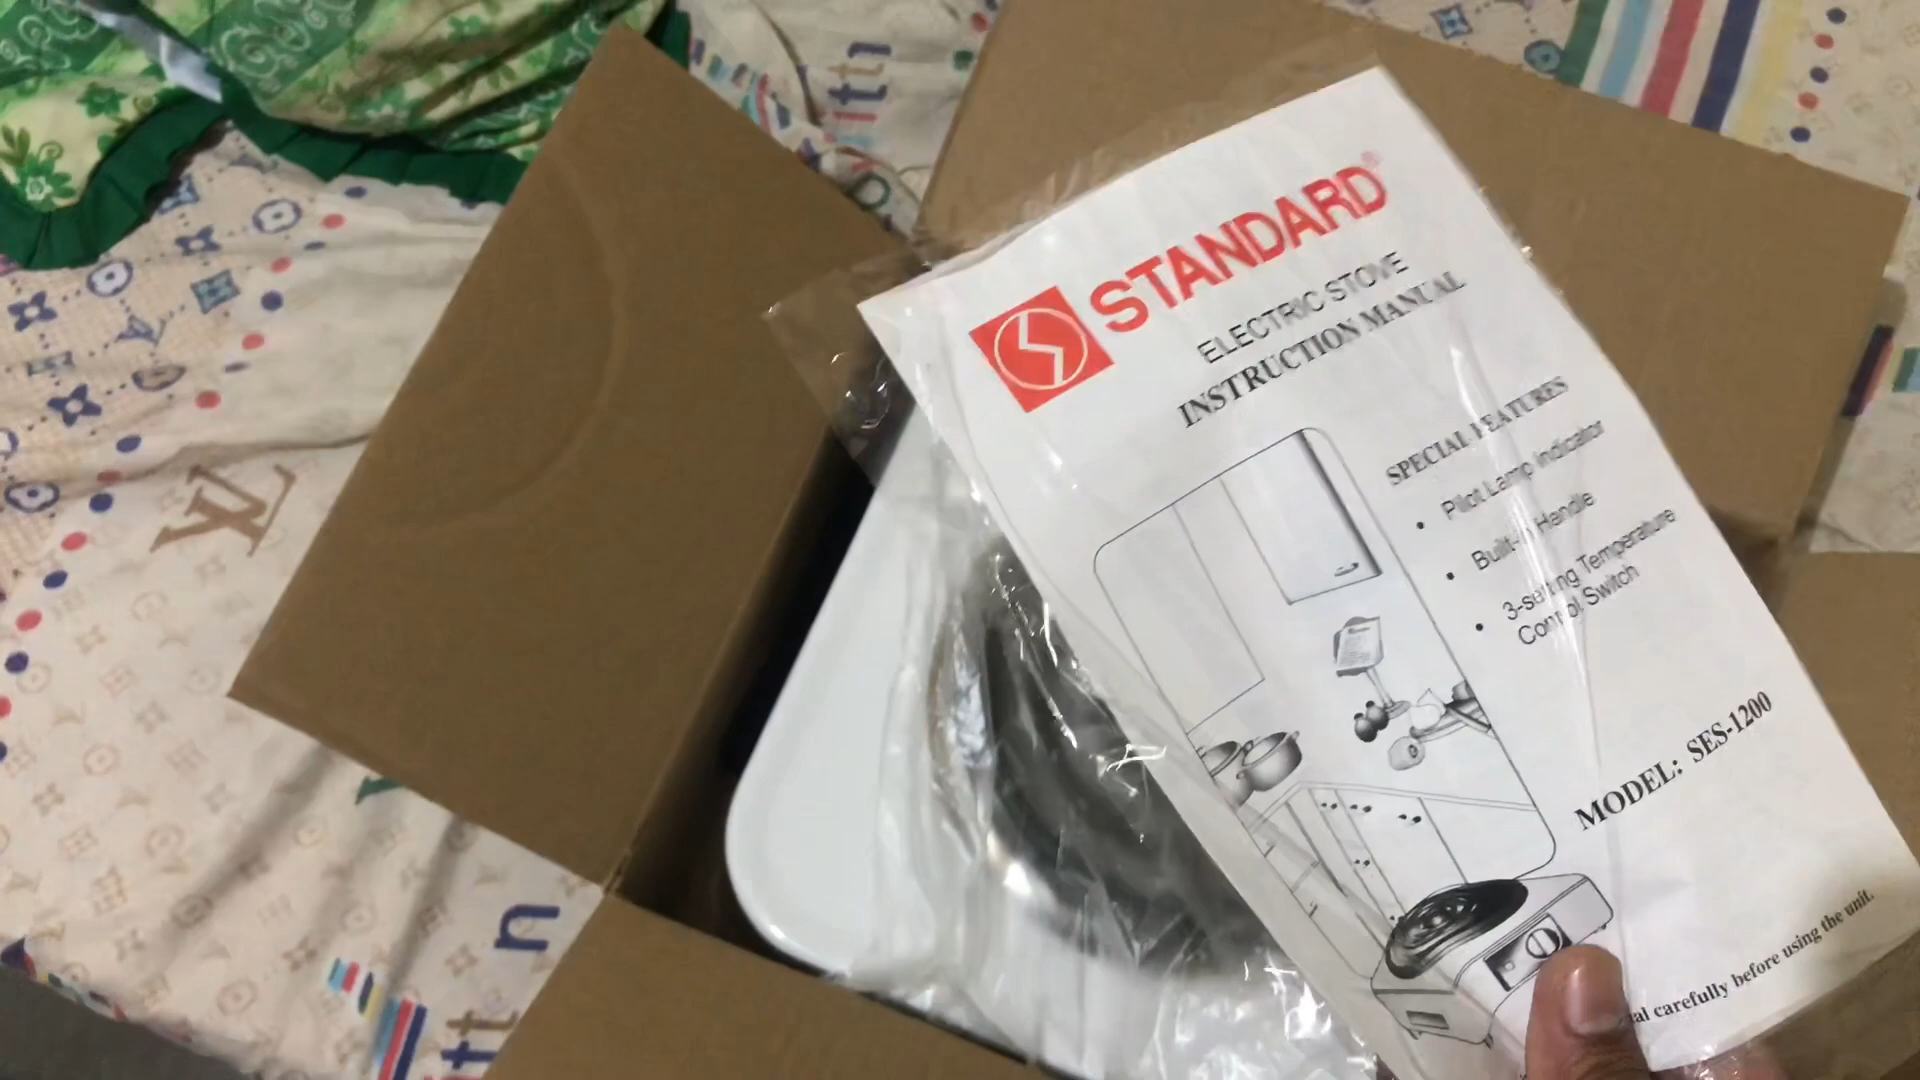 STANDARD®
ELECTRIC STOVE
INSTRUCTION MANUAL
SPECIAL FEATURES
• Pilot Lamp Indicator
• Built-in Handle
• 3-setting Temperature
Control Switch
MODEL: SES-1200
carefully before using the unit.